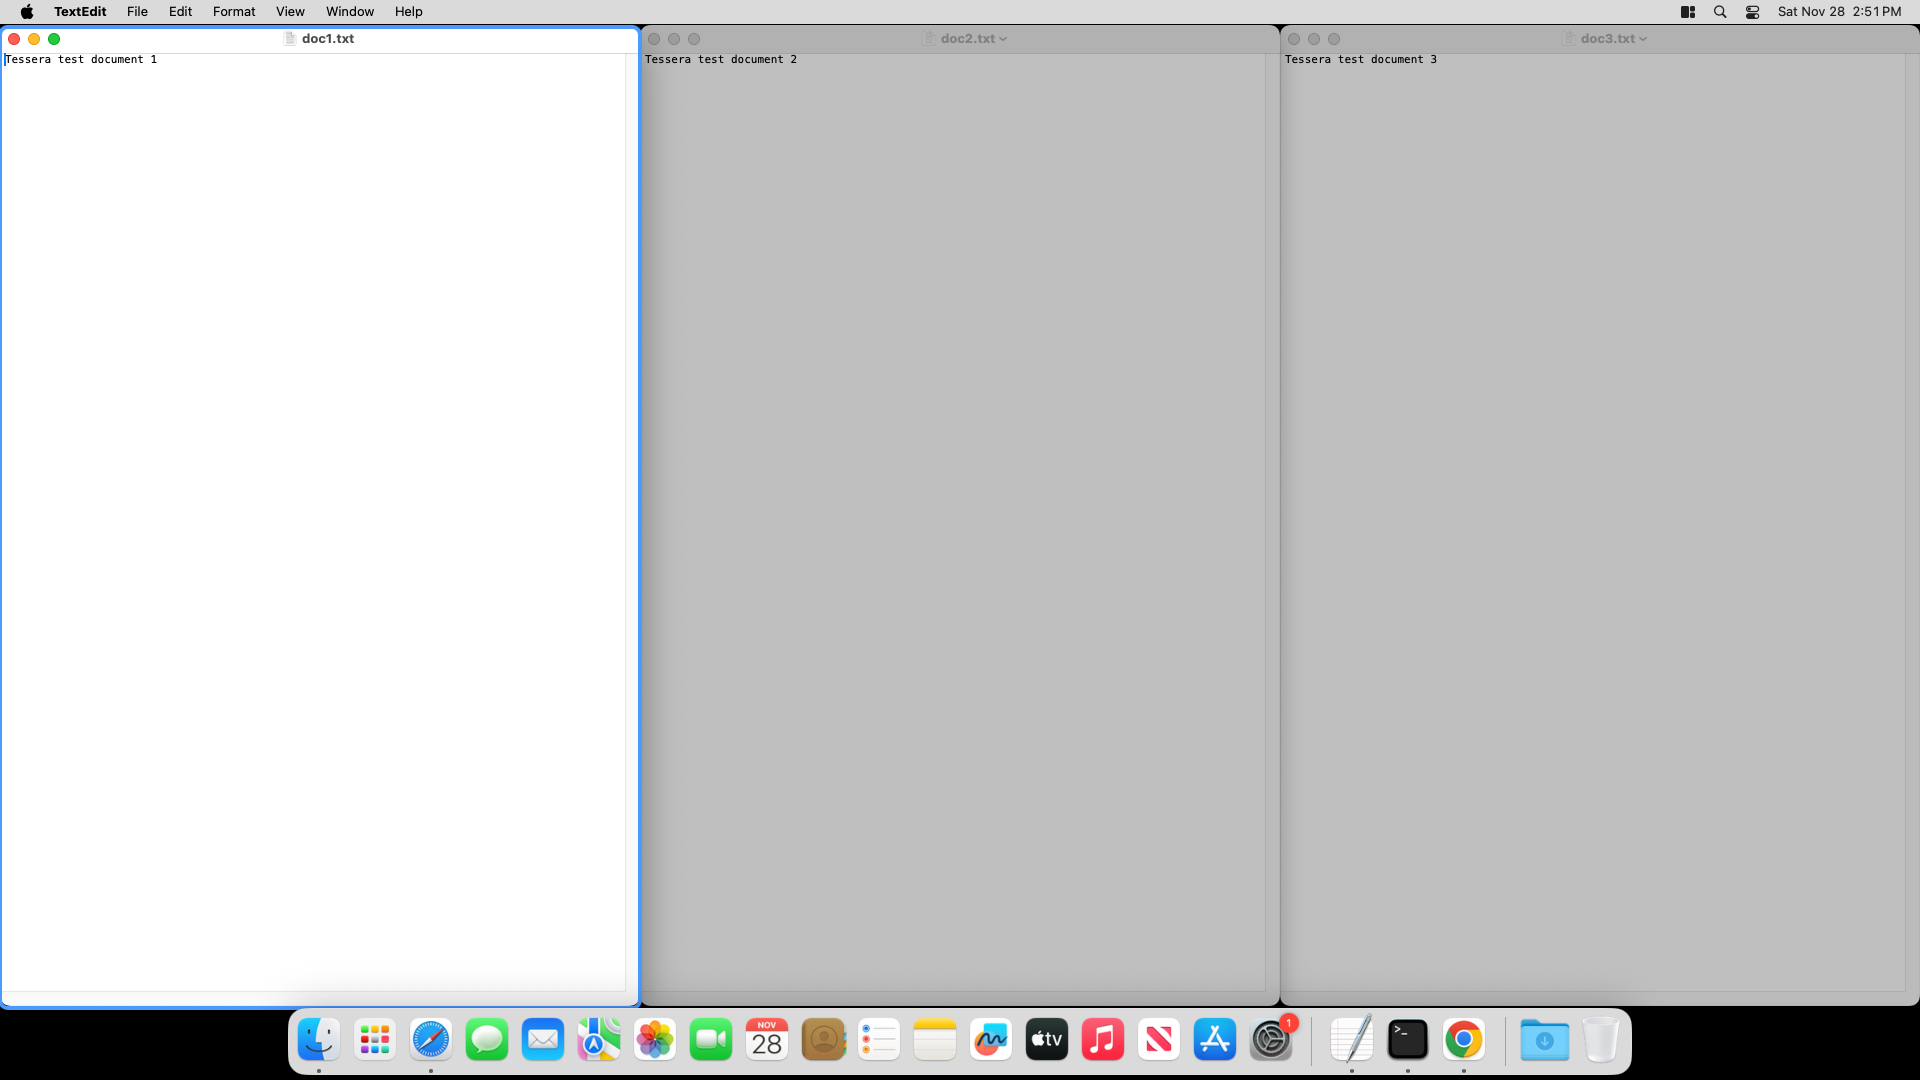 TextEdit File Edit Format View Window Help Sat Nov 28 2:51 PM
doc1.txt
Tessera test document 1
doc2.txt
Tessera test document 2
doc3.txt
Tessera test document 3
NOV
28
tv
1
>_